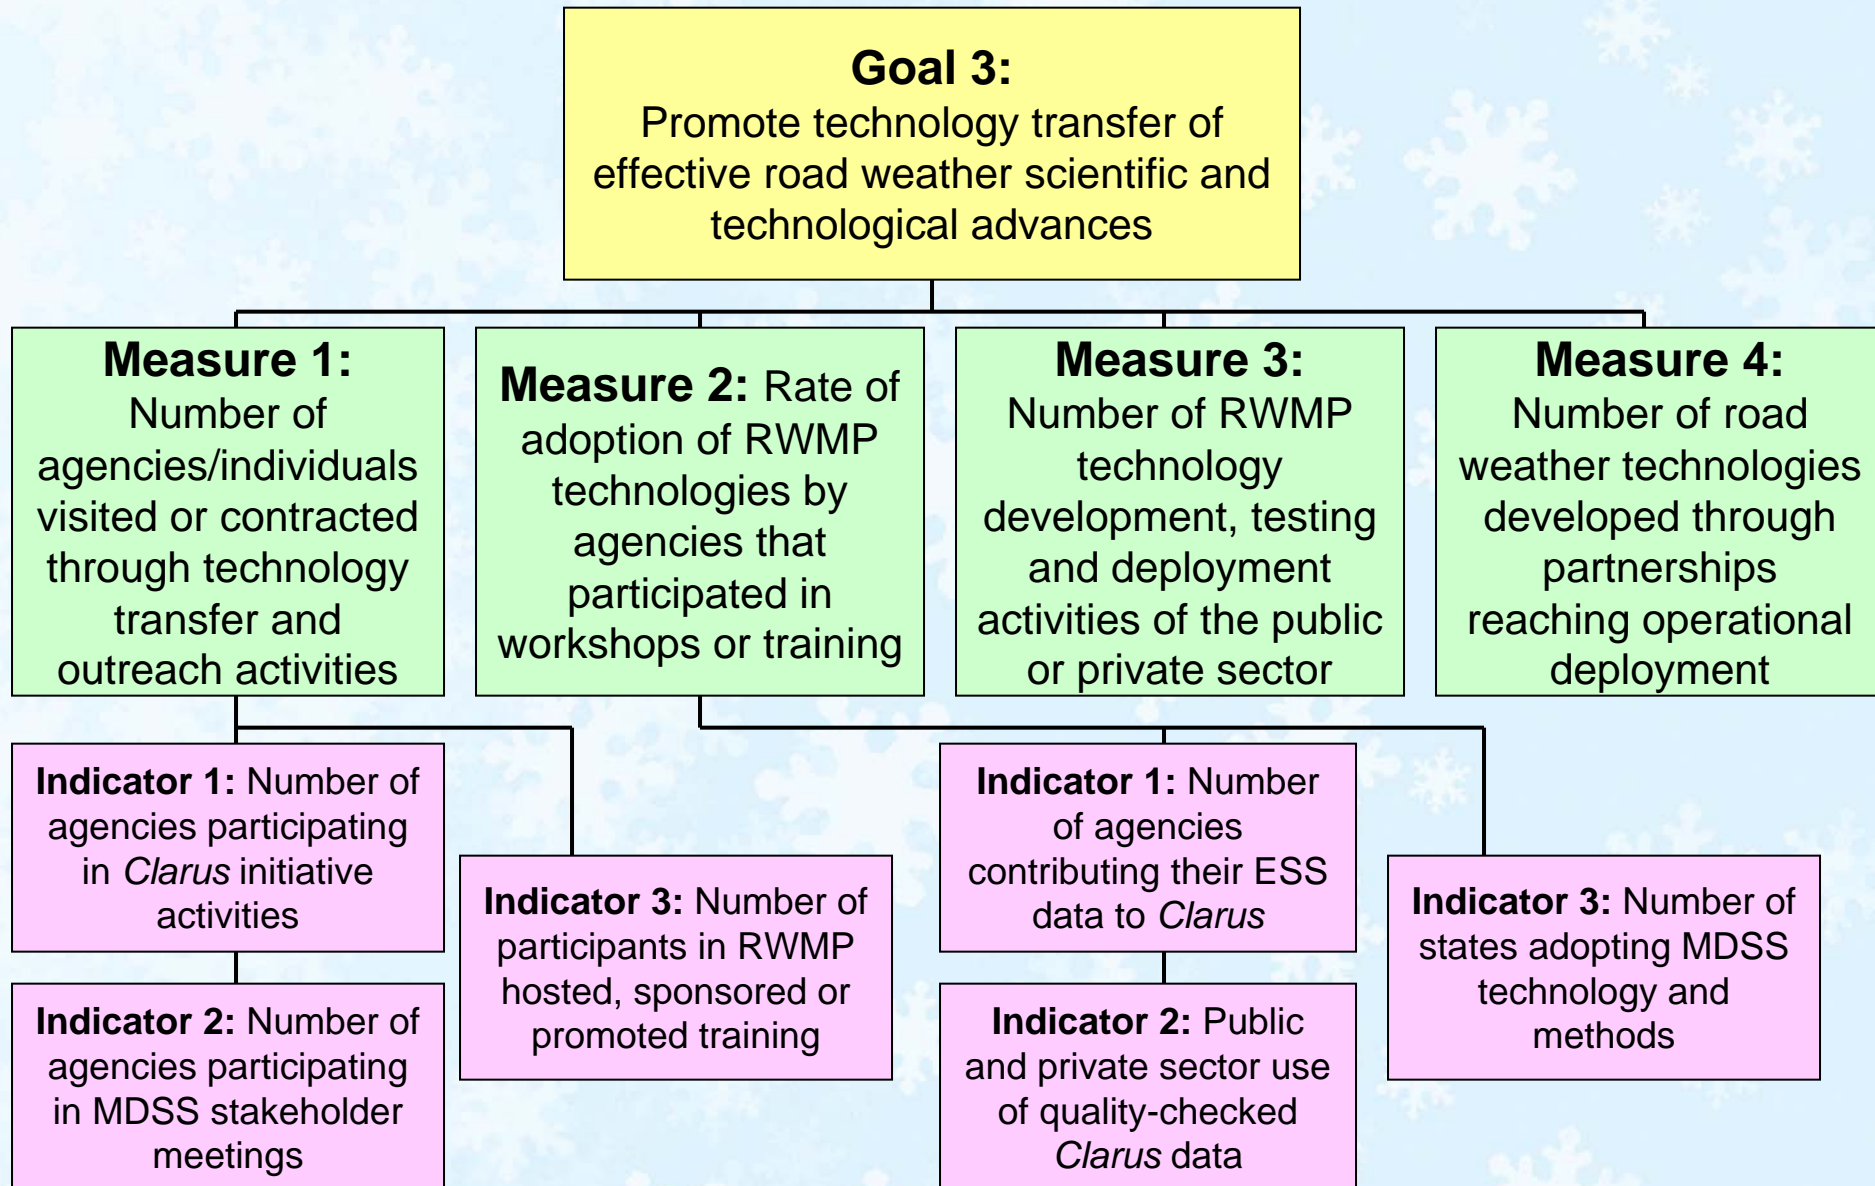 Goal 3:
Promote technology transfer of
effective road weather scientific and
technological advances
Measure 1:
Number of
agencies/individuals
visited or contracted
through technology
transfer and
outreach activities
Measure 2: Rate of
adoption of RWMP
technologies by
agencies that
participated in
workshops or training
Measure 3:
Number of RWMP
technology
development, testing
and deployment
activities of the public
or private sector
Measure 4:
Number of road
weather technologies
developed through
partnerships
reaching operational
deployment
Indicator 1: Number of
agencies participating
in Clarus initiative
activities
Indicator 2: Number of
agencies participating
in MDSS stakeholder
meetings
Indicator 3: Number of
participants in RWMP
hosted, sponsored or
promoted training
Indicator 1: Number
of agencies
contributing their ESS
data to Clarus
Indicator 2: Public
and private sector use
of quality-checked
Clarus data
Indicator 3: Number of
states adopting MDSS
technology and
methods